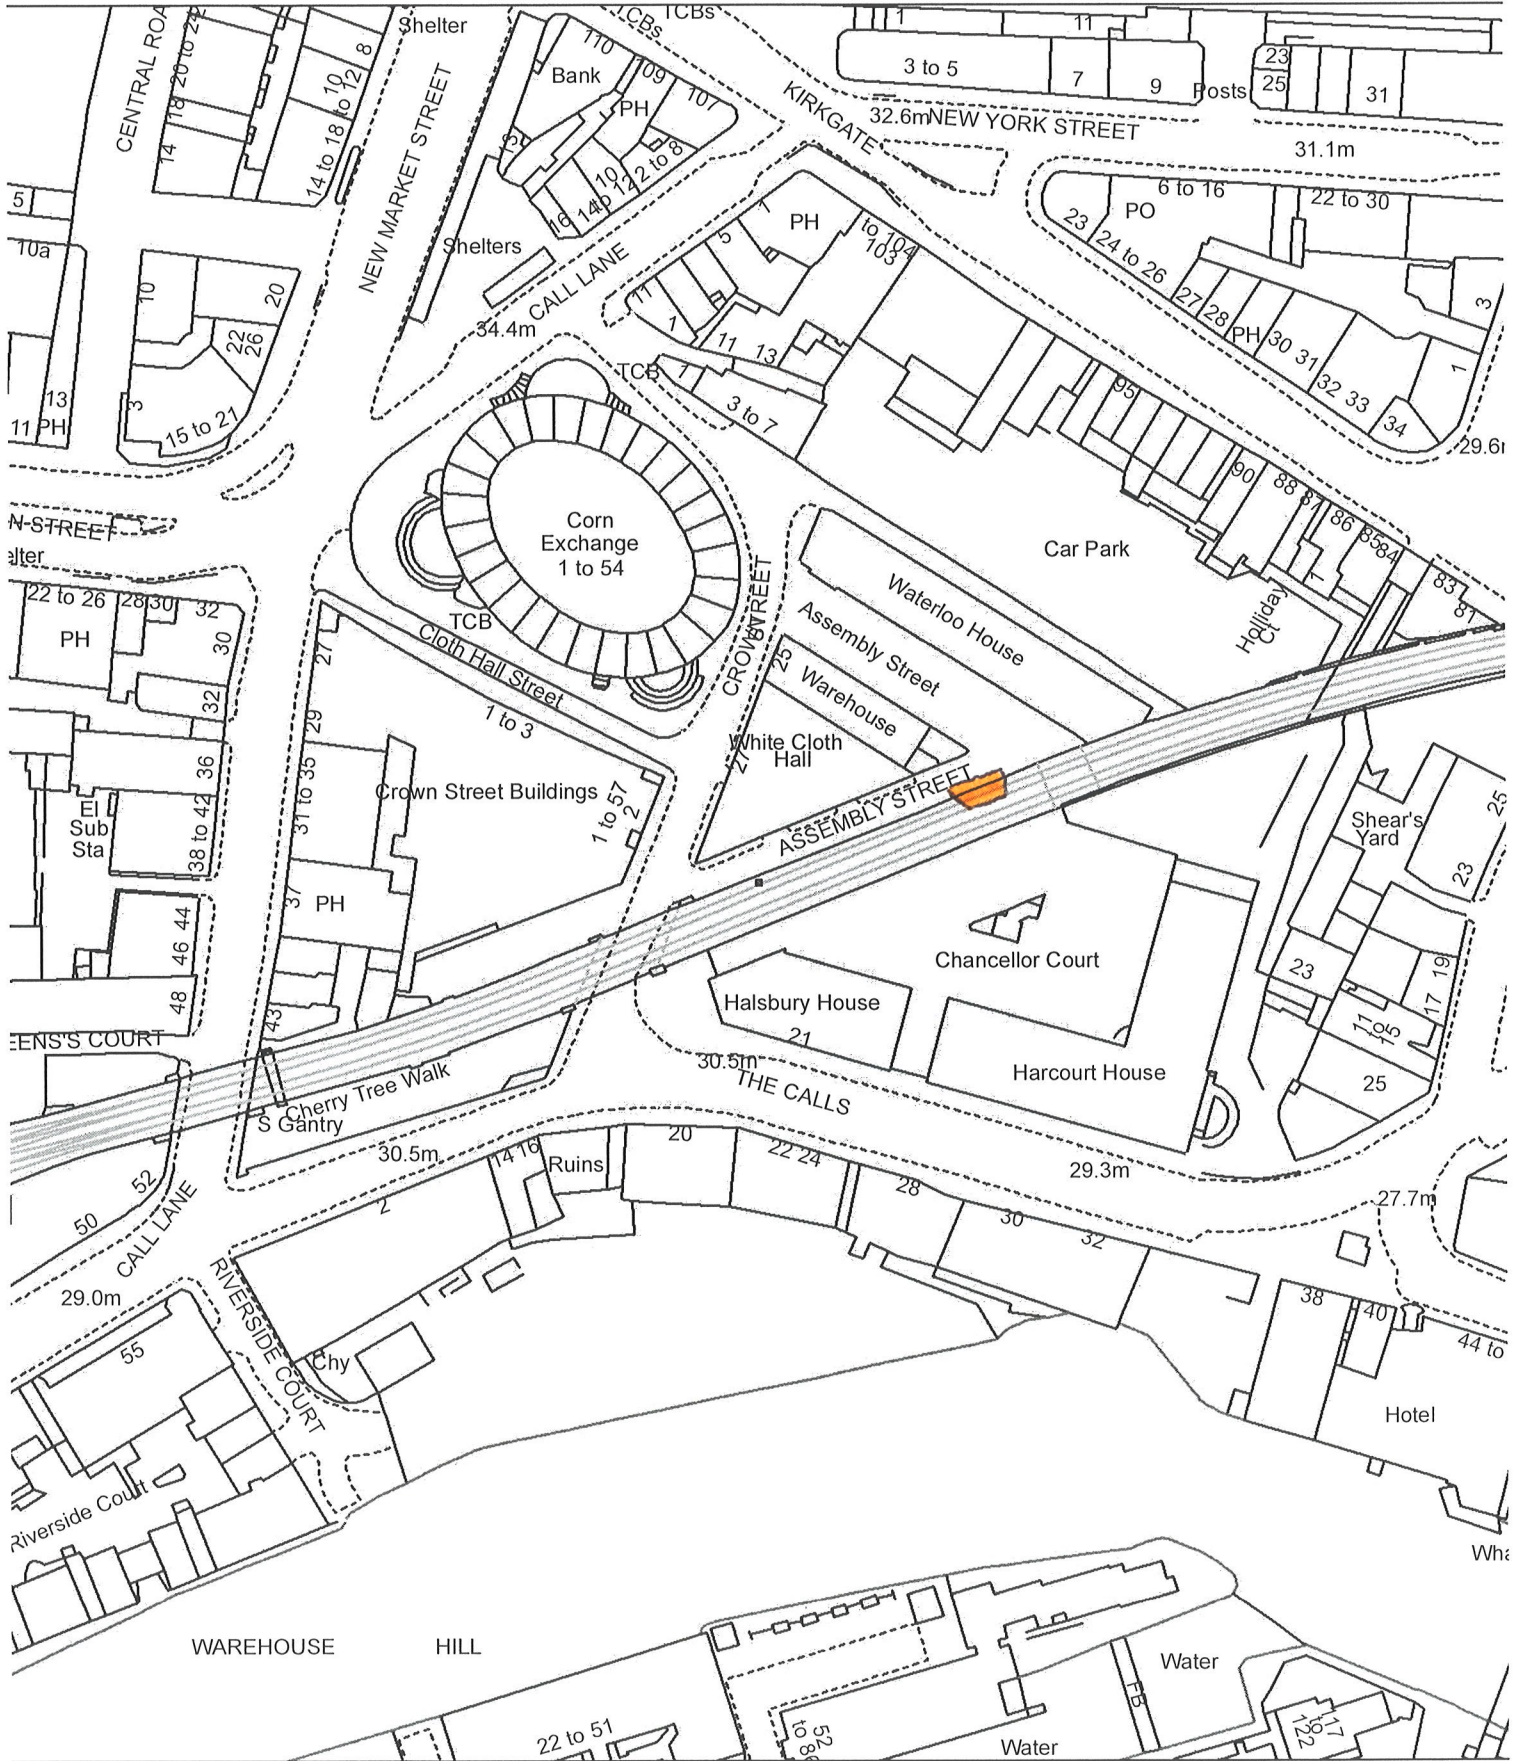 Shelter
TCBs
TCBs
CENTRAL ROA
18
20 to 24
14
8
10
10 to 12
14 to 18
NEW MARKET STREET
110
Bank
109
PH
107
2 to 8
10
12
14
16
KIRKGATE
1
11
3 to 5
7
9
Posts
23
25
31
32.6m
NEW YORK STREET
31.1m
6 to 16
22 to 30
PO
23
24 to 26
27
28
PH
30
31
32
33
34
1
3
29.6
5
10a
10
20
22
26
3
15 to 21
13
11
PH
Shelters
CALL LANE
34.4m
1
PH
5
11
1
11
13
to 104
103
TCB
7
3 to 7
95
90
88
87
86
85
84
83
81
1
Holliday
Ct
Car Park
Corn
Exchange
1 to 54
TCB
Cloth Hall Street
1 to 3
CROWN STREET
Waterloo House
Assembly Street
25
Warehouse
White Cloth
Hall
27
ASSEMBLY STREET
N STREET
elter
22 to 26
28
30
32
PH
30
32
27
29
36
31 to 35
El
Sub
Sta
38 to 42
Crown Street Buildings
1 to 57
2
37
PH
44
46
48
43
EENS'S COURT
Cherry Tree Walk
S Gantry
Shear's
Yard
25
23
19
17
23
11
to
15
25
Chancellor Court
Halsbury House
21
Harcourt House
30.5m
THE CALLS
30.5m
29.3m
27.7m
52
50
CALL LANE
29.0m
RIVERSIDE COURT
2
14
16
Ruins
20
22
24
28
30
32
38
40
44 to
Hotel
55
Chy
Riverside Court
WAREHOUSE HILL
22 to 51
52
Water
FB
Water
17
to
122